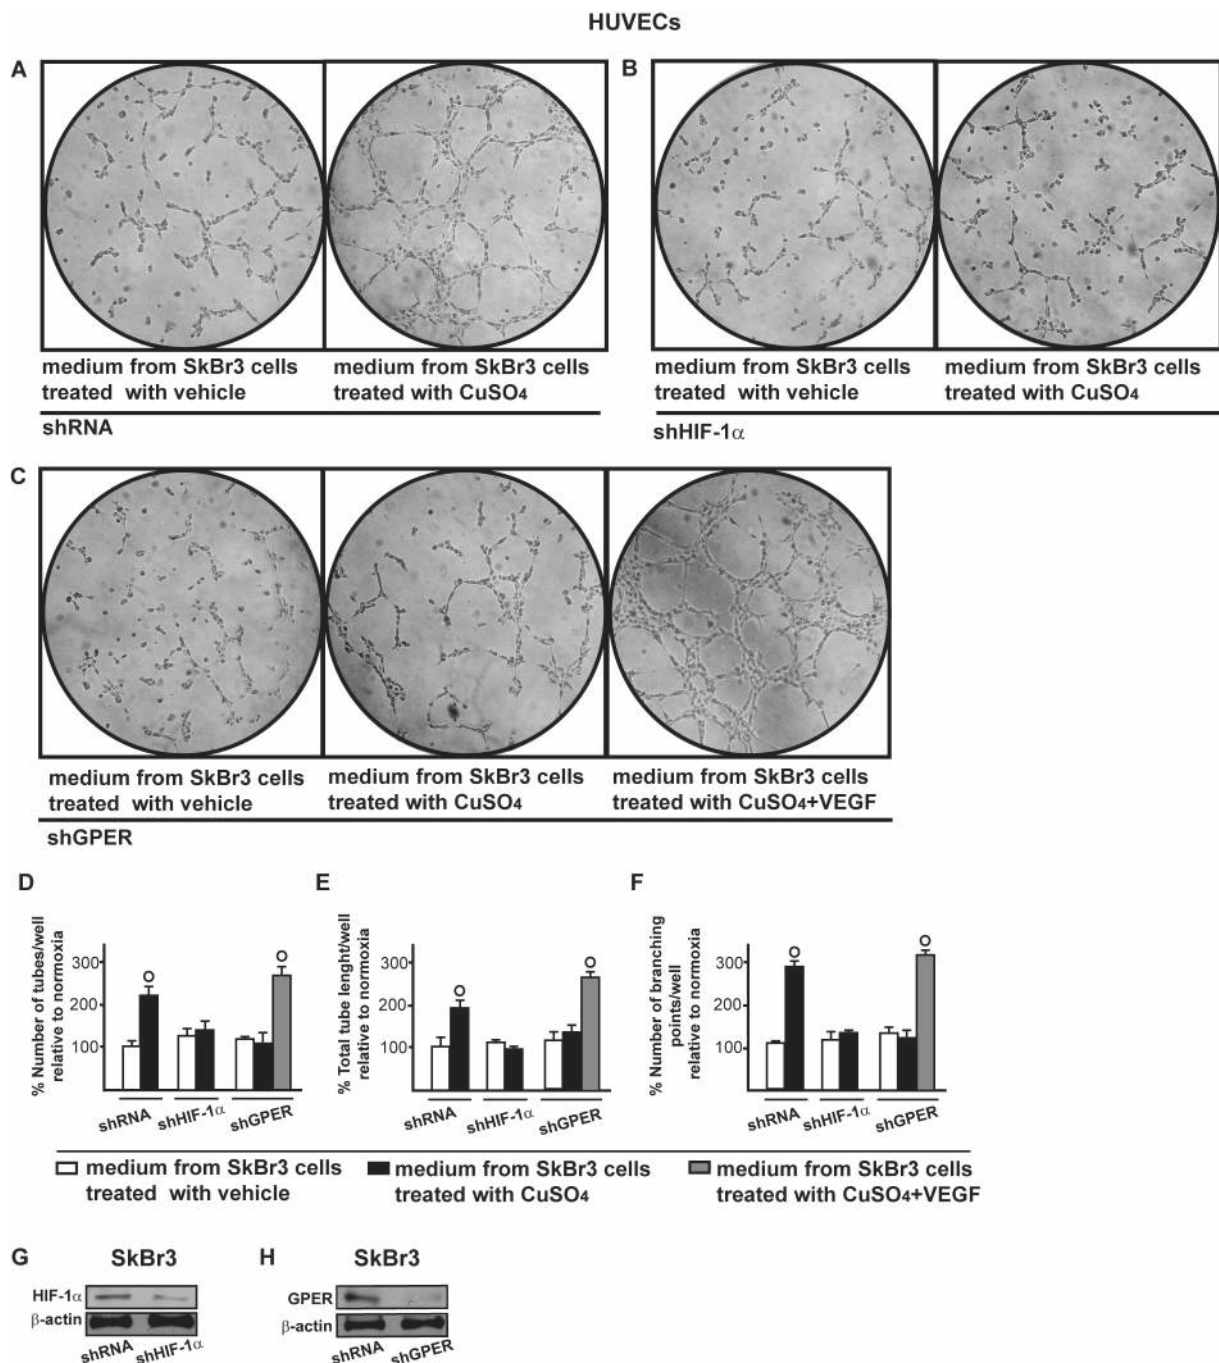 HUVECs
A
B
medium from SkBr3 cells
treated with vehicle
medium from SkBr3 cells
treated with CuSO4
shRNA
medium from SkBr3 cells
treated with vehicle
medium from SkBr3 cells
treated with CuSO4
shHIF-1α
C
medium from SkBr3 cells
treated with vehicle
medium from SkBr3 cells
treated with CuSO4
medium from SkBr3 cells
treated with CuSO4+VEGF
shGPER
D
% Number of tubes/well
relative to normoxia
300
200
100
shRNA
shHIF-1α
shGPER
E
% Total tube lenght/well
relative to normoxia
300
200
100
shRNA
shHIF-1α
shGPER
F
% Number of branching
points/well
relative to normoxia
300
200
100
shRNA
shHIF-1α
shGPER
medium from SkBr3 cells
treated with vehicle
medium from SkBr3 cells
treated with CuSO4
medium from SkBr3 cells
treated with CuSO4+VEGF
G
SkBr3
HIF-1α
β-actin
shRNA
shHIF-1α
H
SkBr3
GPER
β-actin
shRNA
shGPER